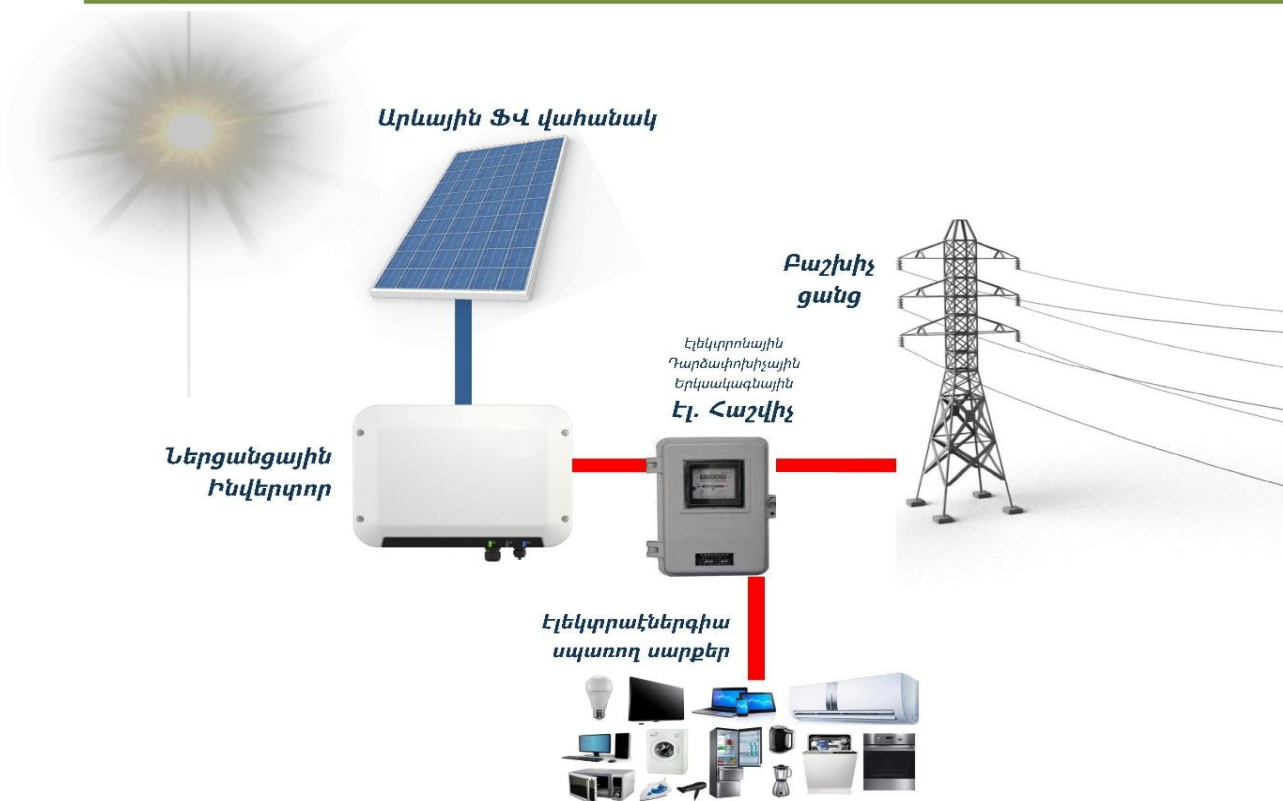 Արևային ՖՎ վահանակ
Բաշխիչ
ցանց
Էլեկտրոնային
Դարձափոխիչային
Երկսակագնային
Էլ. Հաշվիչ
Ներցանցային
Ինվերտոր
Էլեկտրաէներգիա
սպառող սարքեր